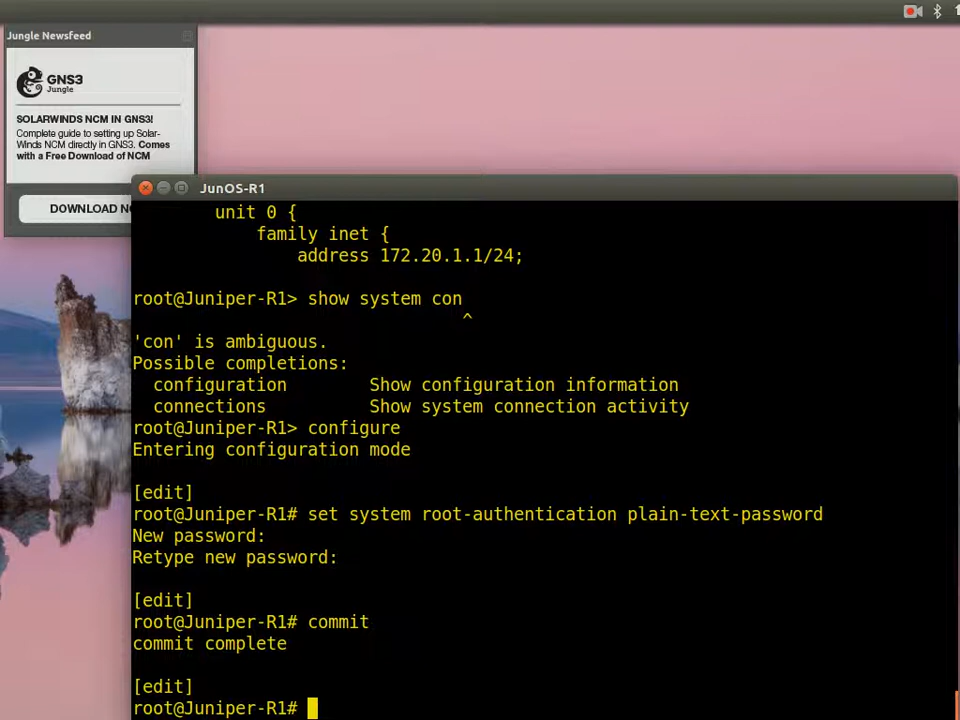 Jungle Newsfeed
GNS3
Jungle
SOLARWINDS NCM IN GNS3!
Complete guide to setting up Solar-
Winds NCM directly in GNS3. Comes
with a Free Download of NCM
DOWNLOAD
JunOS-R1
unit 0 {
family inet {
address 172.20.1.1/24;
root@Juniper-R1> show system con
^
'con' is ambiguous.
Possible completions:
configuration Show configuration information
connections Show system connection activity
root@Juniper-R1> configure
Entering configuration mode
[edit]
root@Juniper-R1# set system root-authentication plain-text-password
New password:
Retype new password:
[edit]
root@Juniper-R1# commit
commit complete
[edit]
root@Juniper-R1#